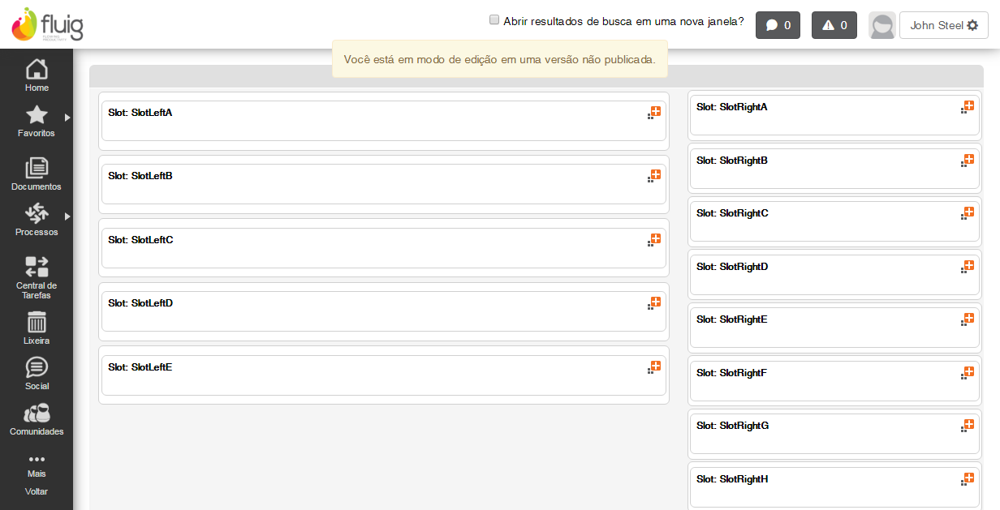 fluig
Abrir resultados de busca em uma nova janela?
0
0
John Steel
Você está em modo de edição em uma versão não publicada.
Home
Favoritos
Documentos
Processos
Central de
Tarefas
Lixeira
Social
Comunidades
Mais
Voltar
Slot: SlotLeftA
Slot: SlotLeftB
Slot: SlotLeftC
Slot: SlotLeftD
Slot: SlotLeftE
Slot: SlotRightA
Slot: SlotRightB
Slot: SlotRightC
Slot: SlotRightD
Slot: SlotRightE
Slot: SlotRightF
Slot: SlotRightG
Slot: SlotRightH